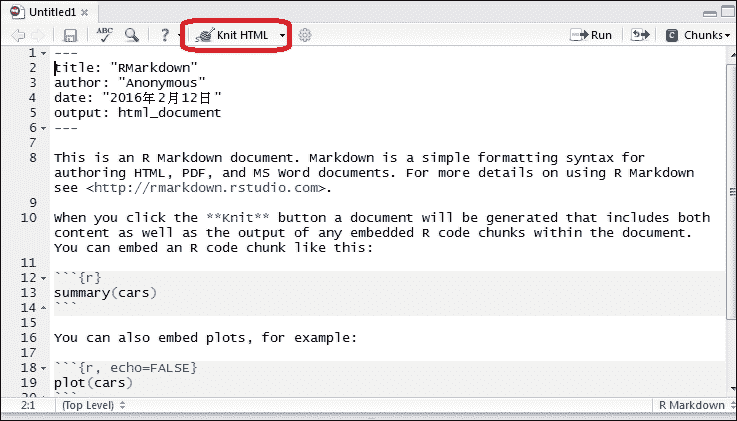 Untitled1
ABC
?
Knit HTML
Run
Chunks
1 ---
2 title: "RMarkdown"
3 author: "Anonymous"
4 date: "2016年2月12日"
5 output: html_document
6 ---
7
8 This is an R Markdown document. Markdown is a simple formatting syntax for
authoring HTML, PDF, and MS Word documents. For more details on using R Markdown
see <http://rmarkdown.rstudio.com>.
9
10 When you click the **Knit** button a document will be generated that includes both
content as well as the output of any embedded R code chunks within the document.
You can embed an R code chunk like this:
11
12 ```{r}
13 summary(cars)
14 ```
15
16 You can also embed plots, for example:
17
18 ```{r, echo=FALSE}
19 plot(cars)
20 ```
2:1 (Top Level) R Markdown